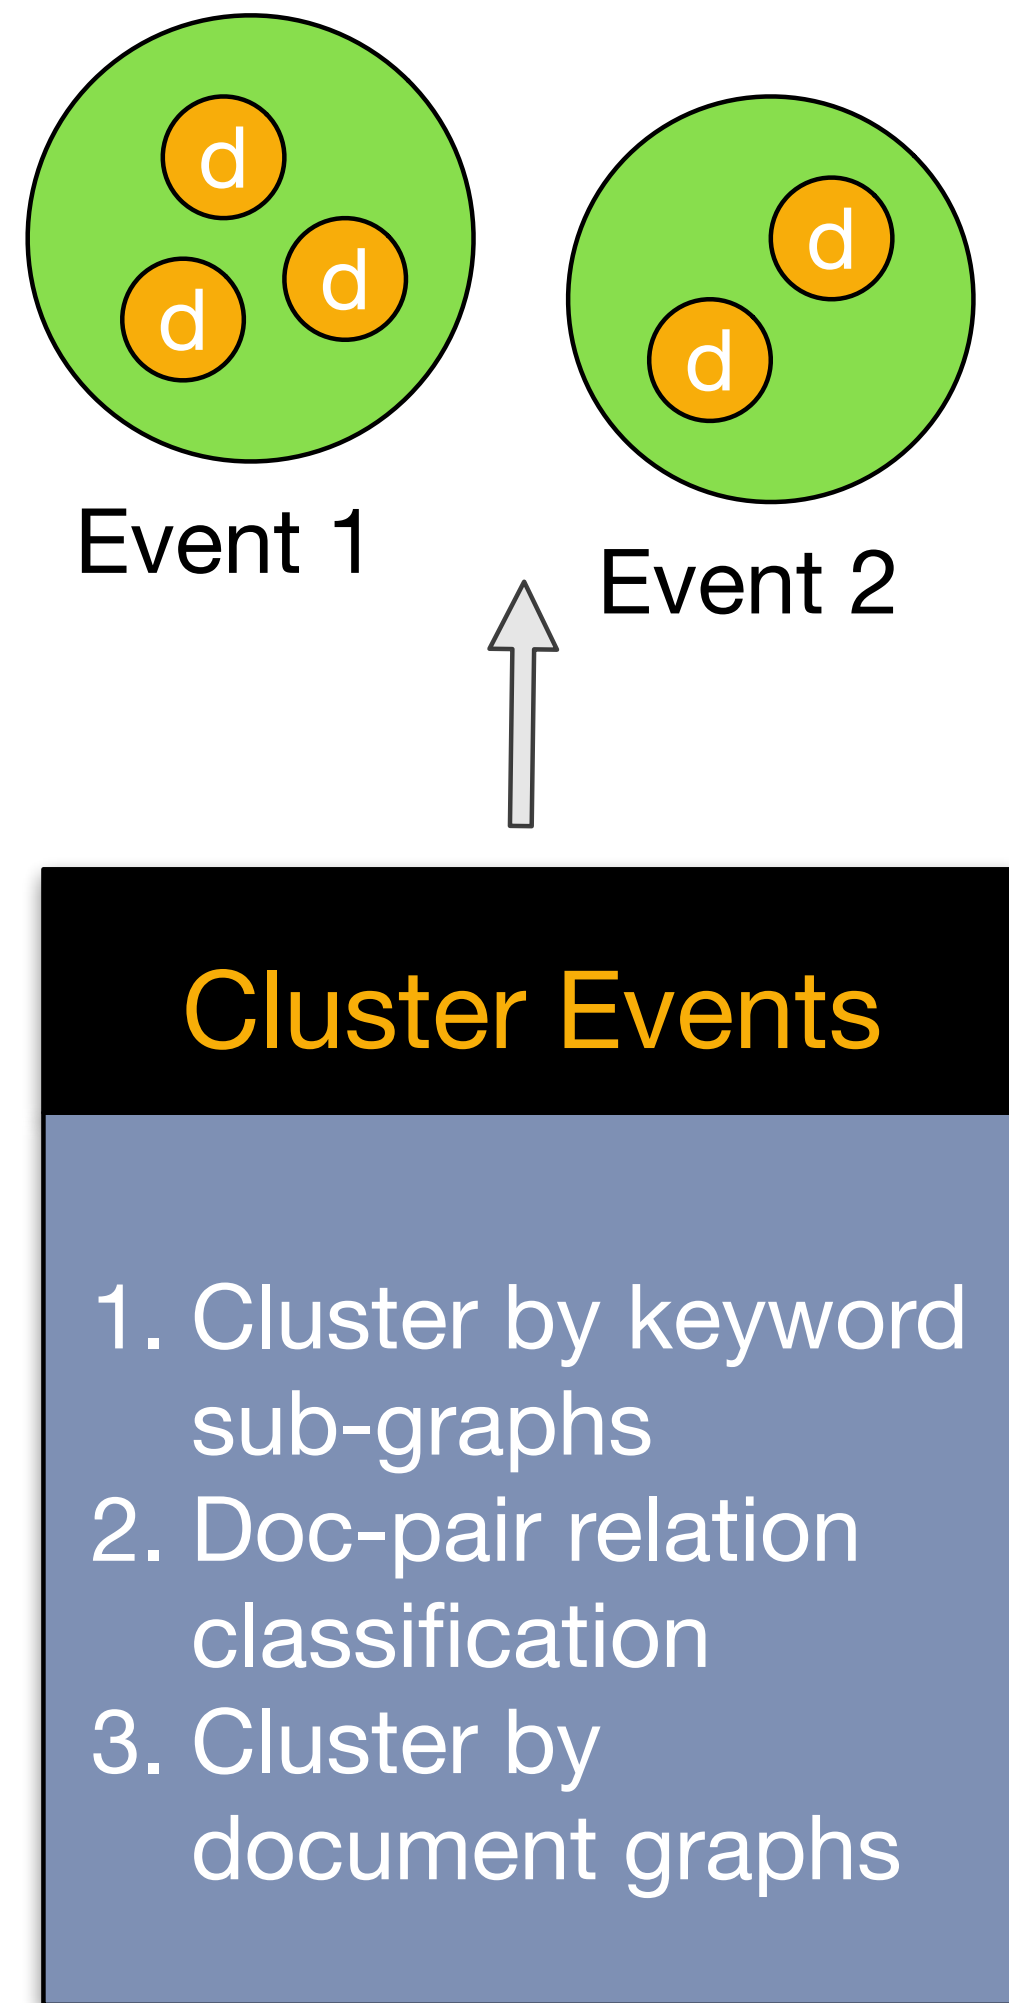 d
d
d
d
d
Event 1
Event 2
Cluster Events
1. Cluster by keyword
sub-graphs
2. Doc-pair relation
classification
3. Cluster by
document graphs